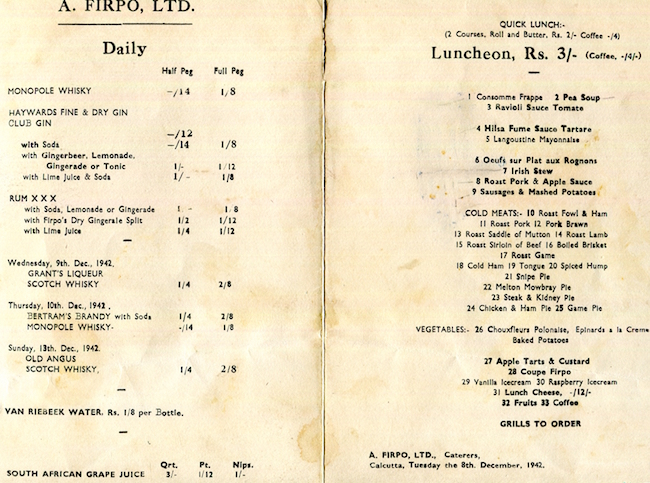 A. FIRPO, LTD.
Daily
Half Peg Full Peg
MONOPOLE WHISKY -/14 1/8
HAYWARDS FINE & DRY GIN
CLUB GIN
-/12
with Soda -/14 1/8
with Gingerbeer, Lemonade,
Gingerade or Tonic 1/- 1/12
with Lime Juice & Soda 1/- 1/8
RUM X X X
with Soda, Lemonade or Gingerade 1 - 1 8
with Firpo's Dry Gingerale Split 1/2 1/12
with Lime Juice 1/4 1/12
Wednesday, 9th. Dec., 1942.
GRANT'S LIQUEUR
SCOTCH WHISKY 1/4 2/8
Thursday, 10th. Dec., 1942.
BERTRAM'S BRANDY with Soda 1/4 2/8
MONOPOLE WHISKY- -/14 1/8
Sunday, 13th. Dec., 1942.
OLD ANGUS
SCOTCH WHISKY, 1/4 2/8
VAN RIEBEEK WATER. Rs. 1/8 per Bottle.
Qrt. Pt. Nips.
SOUTH AFRICAN GRAPE JUICE 3/- 1/12 1/-
QUICK LUNCH:-
(2 Courses, Roll and Butter, Rs. 2/- Coffee -/4)
Luncheon, Rs. 3/- (Coffee, -/4/-)
1 Consomme Frappe 2 Pea Soup
3 Ravioli Sauce Tomate
4 Hilsa Fume Sauce Tartare
5 Langoustine Mayonnaise
6 Oeufs sur Plat aux Rognons
7 Irish Stew
8 Roast Pork & Apple Sauce
9 Sausages & Mashed Potatoes
COLD MEATS:- 10 Roast Fowl & Ham
11 Roast Pork 12 Pork Brawn
13 Roast Saddle of Mutton 14 Roast Lamb
15 Roast Sirloin of Beef 16 Boiled Brisket
17 Roast Game
18 Cold Ham 19 Tongue 20 Spiced Hump
21 Snipe Pie
22 Melton Mowbray Pie
23 Steak & Kidney Pie
24 Chicken & Ham Pie 25 Game Pie
VEGETABLES:- 26 Chouxfleurs Polonaise, Epinards a la Creme
Baked Potatoes
27 Apple Tarts & Custard
28 Coupe Firpo
29 Vanilla Icecream 30 Raspberry Icecream
31 Lunch Cheese, -/12/-
32 Fruits 33 Coffee
GRILLS TO ORDER
A. FIRPO, LTD., Caterers,
Calcutta, Tuesday the 8th. December, 1942.